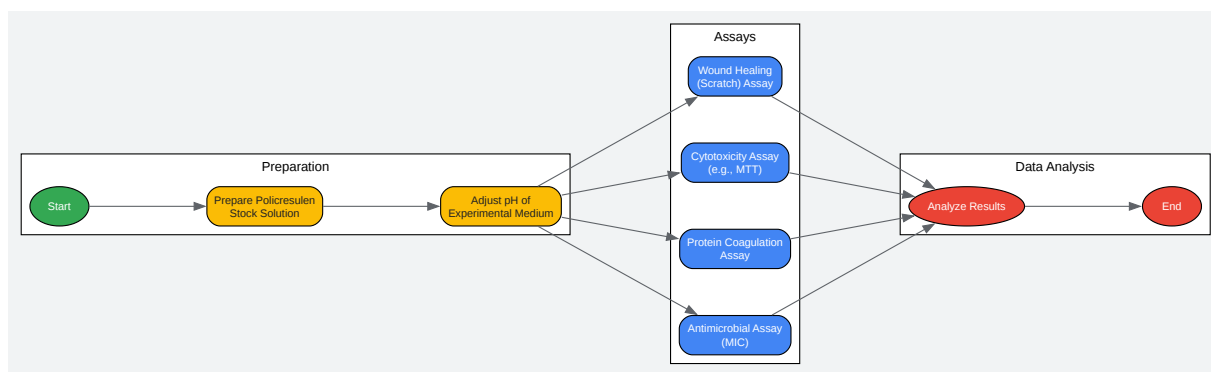 Preparation
Start
Prepare Policresulen
Stock Solution
Adjust pH of
Experimental Medium
Assays
Wound Healing
(Scratch) Assay
Cytotoxicity Assay
(e.g., MTT)
Protein Coagulation
Assay
Antimicrobial Assay
(MIC)
Data Analysis
Analyze Results
End